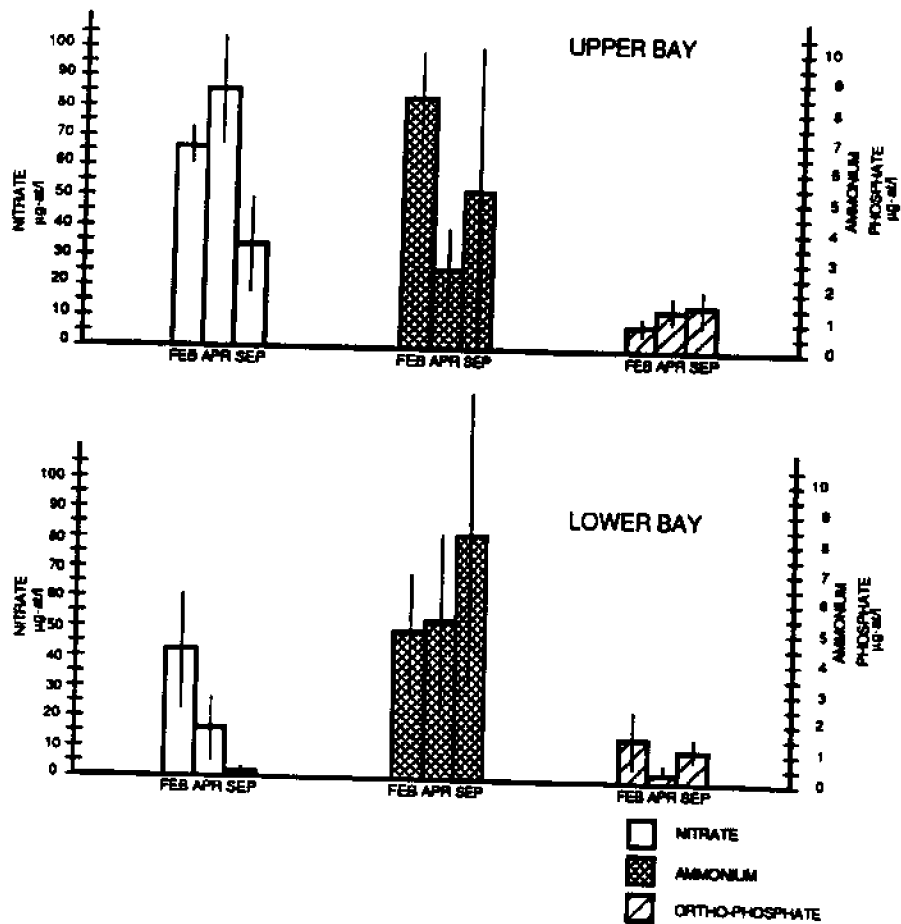 UPPER BAY
100
90
80
70
60
50
40
30
20
10
0
NITRATE
µg-at/l
10
9
8
7
6
5
4
3
2
1
0
AMMONIUM
PHOSPHATE
µg-at/l
FEB APR SEP
FEB APR SEP
FEB APR SEP
LOWER BAY
100
90
80
70
60
50
40
30
20
10
0
NITRATE
µg-at/l
10
9
8
7
6
5
4
3
2
1
0
AMMONIUM
PHOSPHATE
µg-at/l
FEB APR SEP
FEB APR SEP
FEB APR SEP
NITRATE
AMMONIUM
ORTHO-PHOSPHATE